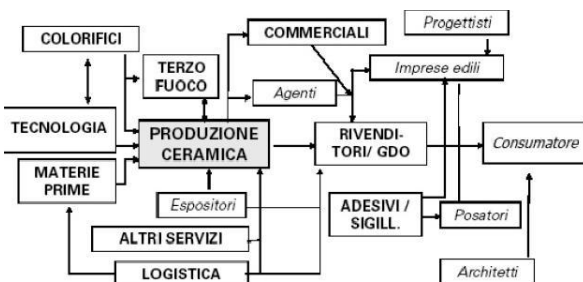 COLORIFICI
COMMERCIALI
Progettisti
TERZO
FUOCO
Imprese edili
Agenti
TECNOLOGIA
PRODUZIONE
CERAMICA
RIVENDI-
TORI/ GDO
Consumatore
MATERIE
PRIME
Espositori
ADESIVI /
SIGILL.
Posatori
ALTRI SERVIZI
LOGISTICA
Architetti